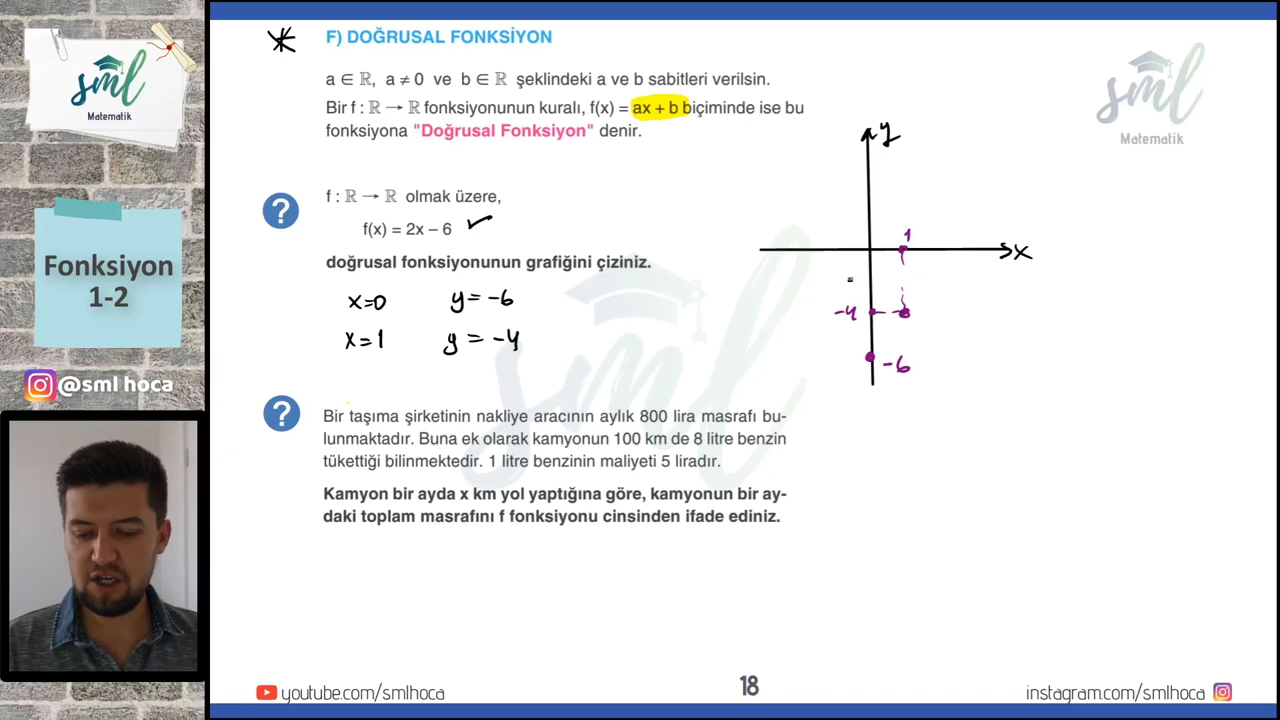 sml
Matematik
Fonksiyon
1-2
@sml hoca
F) DOĞRUSAL FONKSİYON
a ∈ ℝ, a ≠ 0 ve b ∈ ℝ şeklindeki a ve b sabitleri verilsin.
Bir f : ℝ → ℝ fonksiyonunun kuralı, f(x) = ax + b biçiminde ise bu
fonksiyona "Doğrusal Fonksiyon" denir.
? f : ℝ → ℝ olmak üzere,
f(x) = 2x – 6
doğrusal fonksiyonunun grafiğini çiziniz.
x=0 y = -6
x=1 y = -4
? Bir taşıma şirketinin nakliye aracının aylık 800 lira masrafı bu-
lunmaktadır. Buna ek olarak kamyonun 100 km de 8 litre benzin
tükettiği bilinmektedir. 1 litre benzinin maliyeti 5 liradır.
Kamyon bir ayda x km yol yaptığına göre, kamyonun bir ay-
daki toplam masrafını f fonksiyonu cinsinden ifade ediniz.
sml
Matematik
y
1
x
-4
-6
sml
youtube.com/smlhoca
18
instagram.com/smlhoca